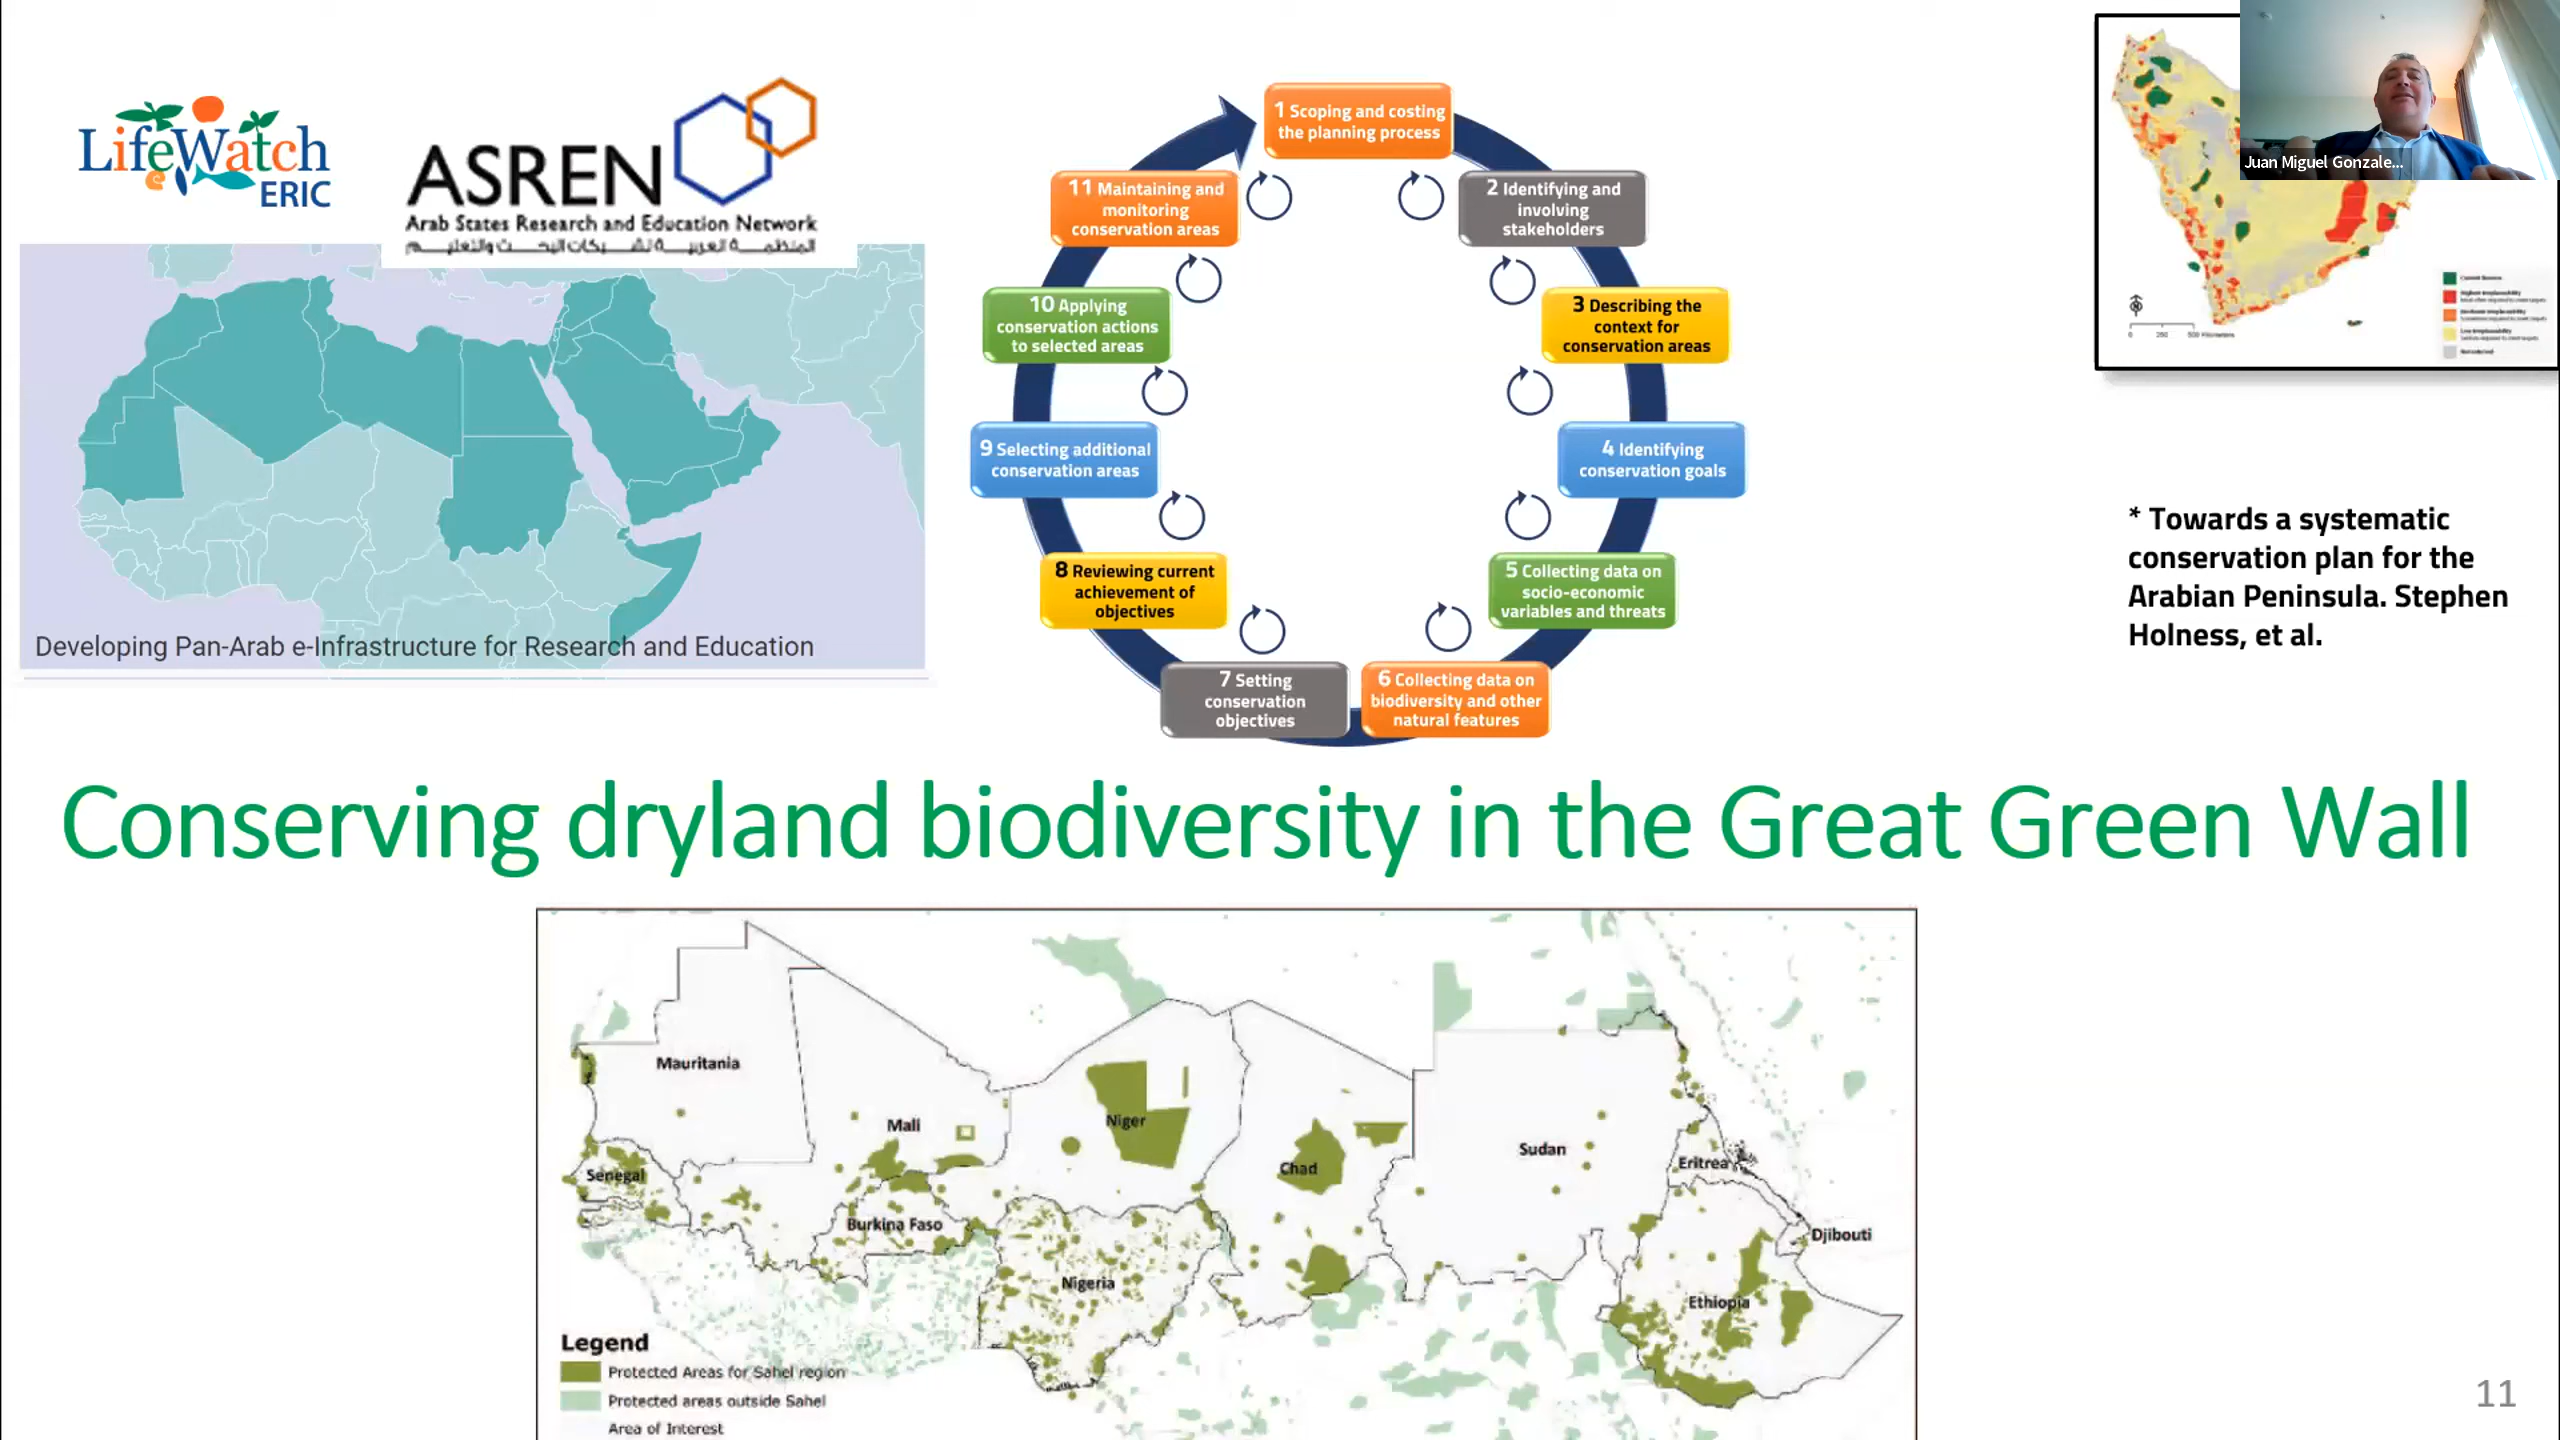 LifeWatch
ERIC
ASREN
Arab States Research and Education Network
Developing Pan-Arab e-Infrastructure for Research and Education
1 Scoping and costing
the planning process
2 Identifying and
involving
stakeholders
3 Describing the
context for
conservation areas
4 Identifying
conservation goals
5 Collecting data on
socio-economic
variables and threats
6 Collecting data on
biodiversity and other
natural features
7 Setting
conservation
objectives
8 Reviewing current
achievement of
objectives
9 Selecting additional
conservation areas
10 Applying
conservation actions
to selected areas
11 Maintaining and
monitoring
conservation areas
Juan Miguel Gonzale...
0 250 500 Kilometers
* Towards a systematic
conservation plan for the
Arabian Peninsula. Stephen
Holness, et al.
Conserving dryland biodiversity in the Great Green Wall
Mauritania
Mali
Niger
Chad
Sudan
Eritrea
Senegal
Burkina Faso
Nigeria
Djibouti
Ethiopia
Legend
Protected Areas for Sahel region
Protected areas outside Sahel
Area of Interest
11